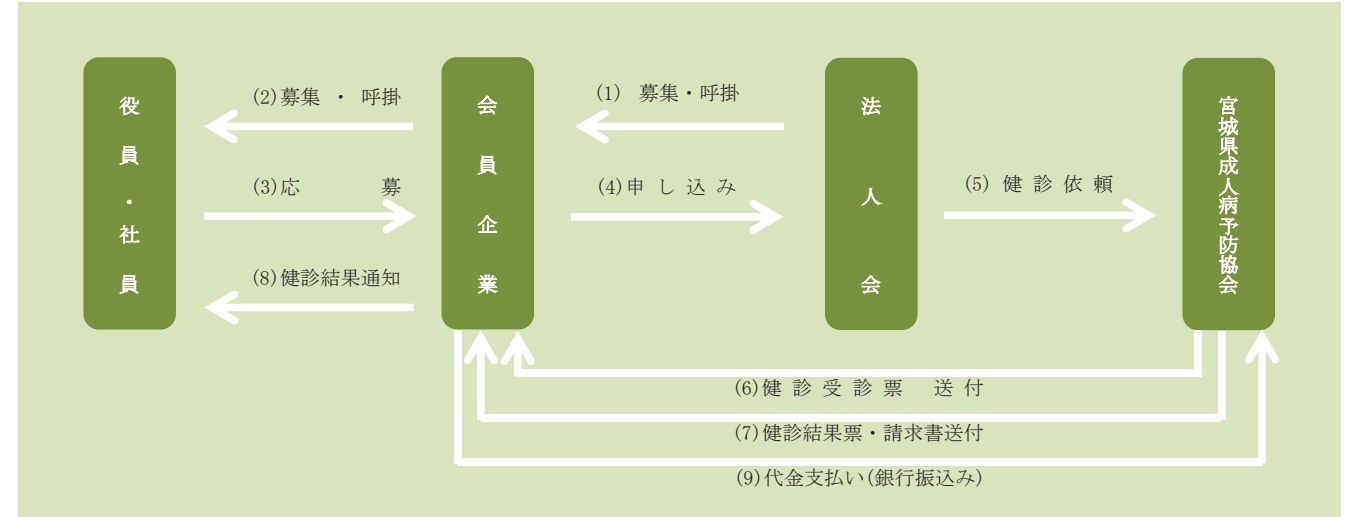 役員・社員
(2)募集 ・ 呼掛
(3)応 募
(8)健診結果通知
会員企業
(1) 募集・呼掛
(4)申し込み
法人会
(5) 健診依頼
宮城県成人病予防協会
(6)健診受診票 送付
(7)健診結果票・請求書送付
(9)代金支払い(銀行振込み)